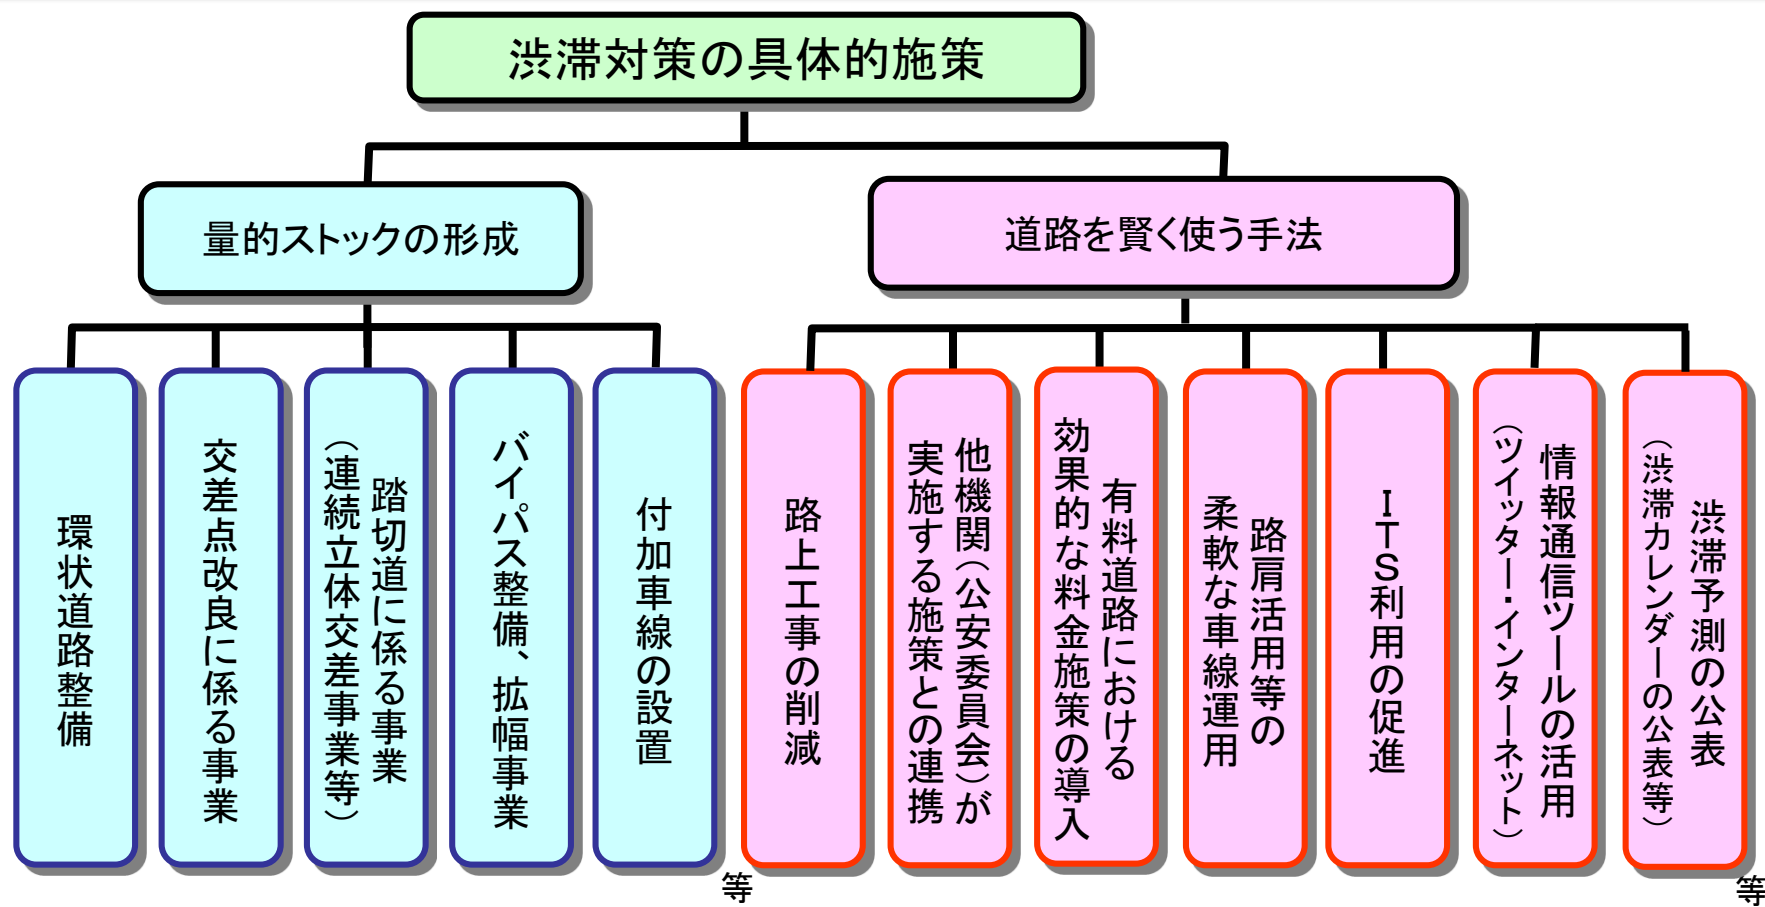 渋滞対策の具体的施策
量的ストックの形成
道路を賢く使う手法
環状道路整備
交差点改良に係る事業
踏切道に係る事業
（連続立体交差事業等）
バイパス整備、拡幅事業
付加車線の設置
等
路上工事の削減
他機関（公安委員会）が
実施する施策との連携
有料道路における
効果的な料金施策の導入
路肩活用等の
柔軟な車線運用
ＩＴＳ利用の促進
情報通信ツールの活用
（ツイッター・インターネット）
渋滞予測の公表
（渋滞カレンダーの公表等）
等